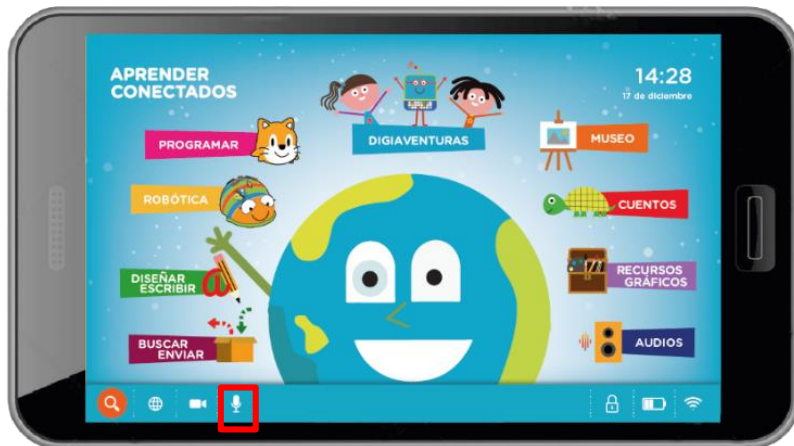 APRENDER
CONECTADOS
14:28
17 de diciembre
DIGIAVENTURAS
PROGRAMAR
MUSEO
ROBÓTICA
CUENTOS
DISEÑAR
ESCRIBIR
RECURSOS
GRÁFICOS
BUSCAR
ENVIAR
AUDIOS